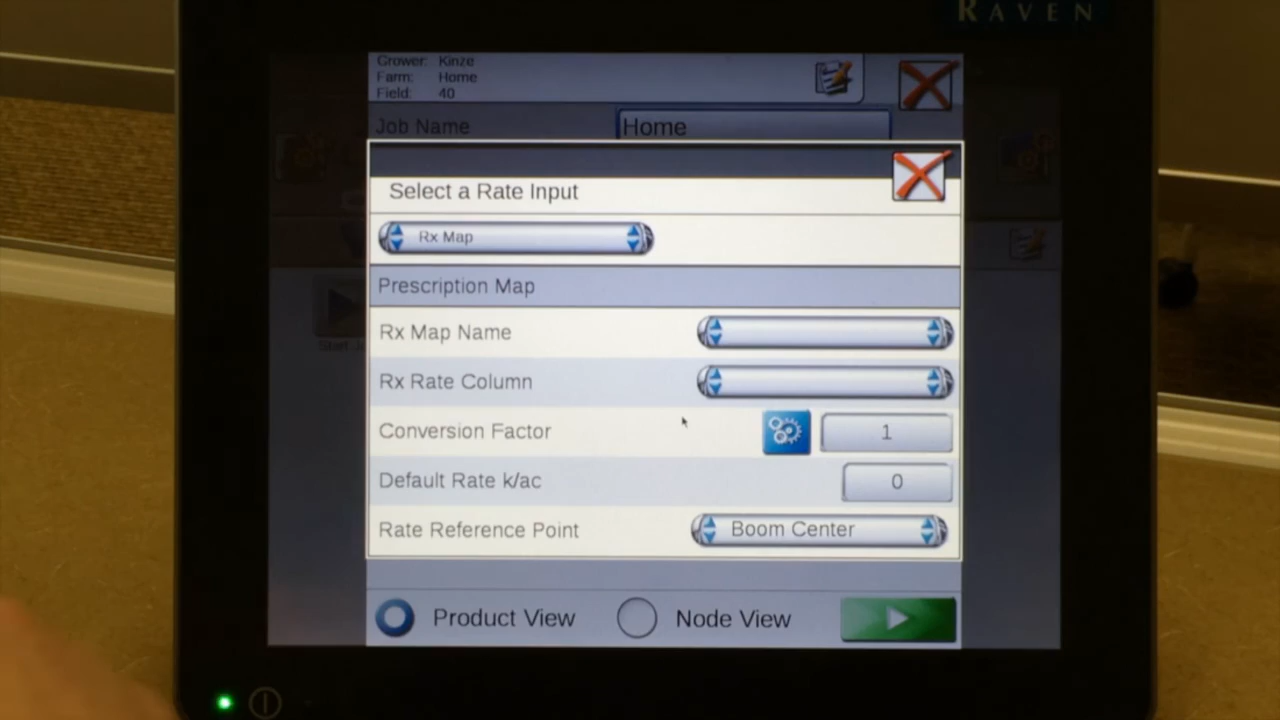 RAVEN
Grower: Kinze
Farm: Home
Field: 40
Job Name Home
Select a Rate Input
Rx Map
Prescription Map
Rx Map Name
Rx Rate Column
Conversion Factor 1
Default Rate k/ac 0
Rate Reference Point Boom Center
Product View Node View